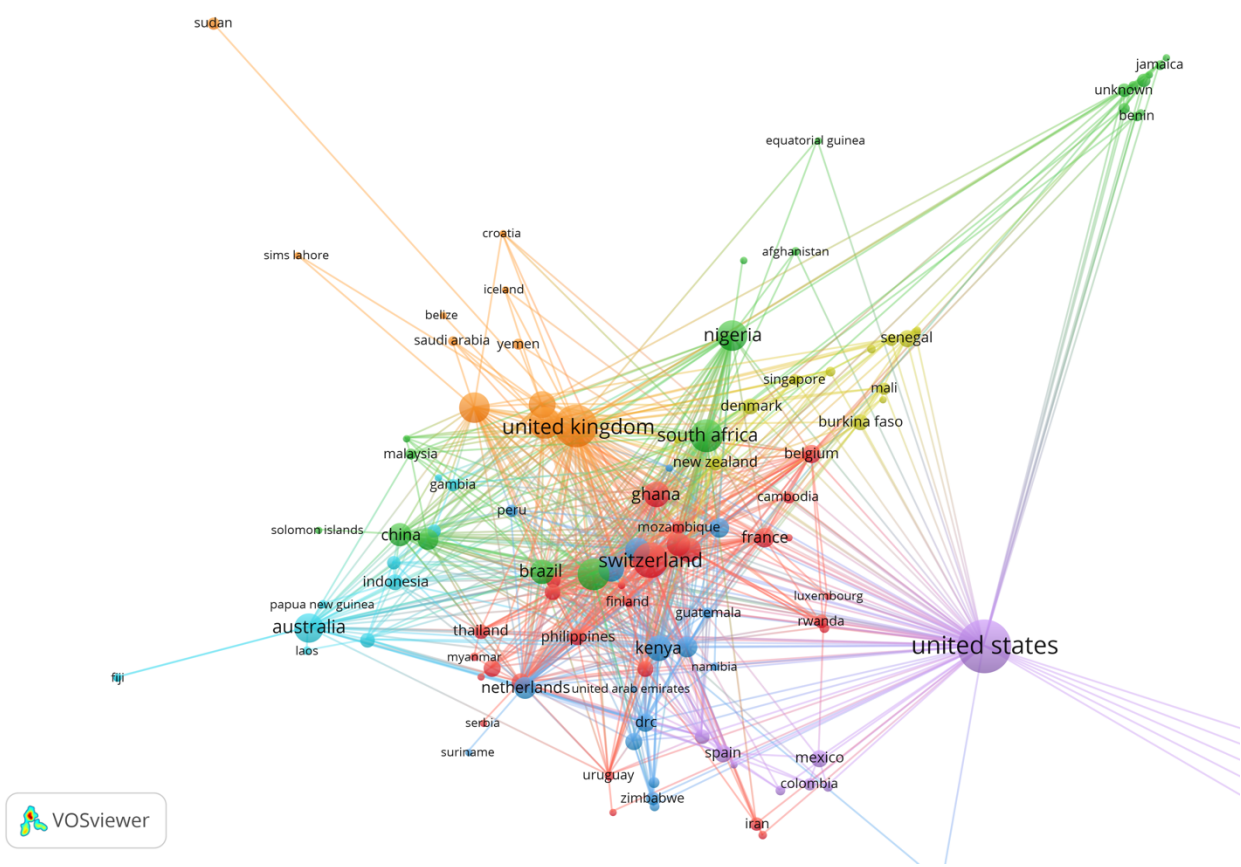 sudan
jamaica
unknown
benin
equatorial guinea
croatia
afghanistan
sims lahore
iceland
belize
nigeria
saudi arabia
yemen
senegal
singapore
mali
denmark
burkina faso
united kingdom
south africa
belgium
malaysia
new zealand
gambia
ghana
cambodia
peru
mozambique
solomon islands
china
france
switzerland
brazil
indonesia
luxembourg
finland
papua new guinea
guatemala
rwanda
australia
thailand
philippines
united states
kenya
laos
myanmar
namibia
fiji
netherlands
united arab emirates
serbia
drc
suriname
spain
mexico
uruguay
colombia
zimbabwe
VOSviewer
iran